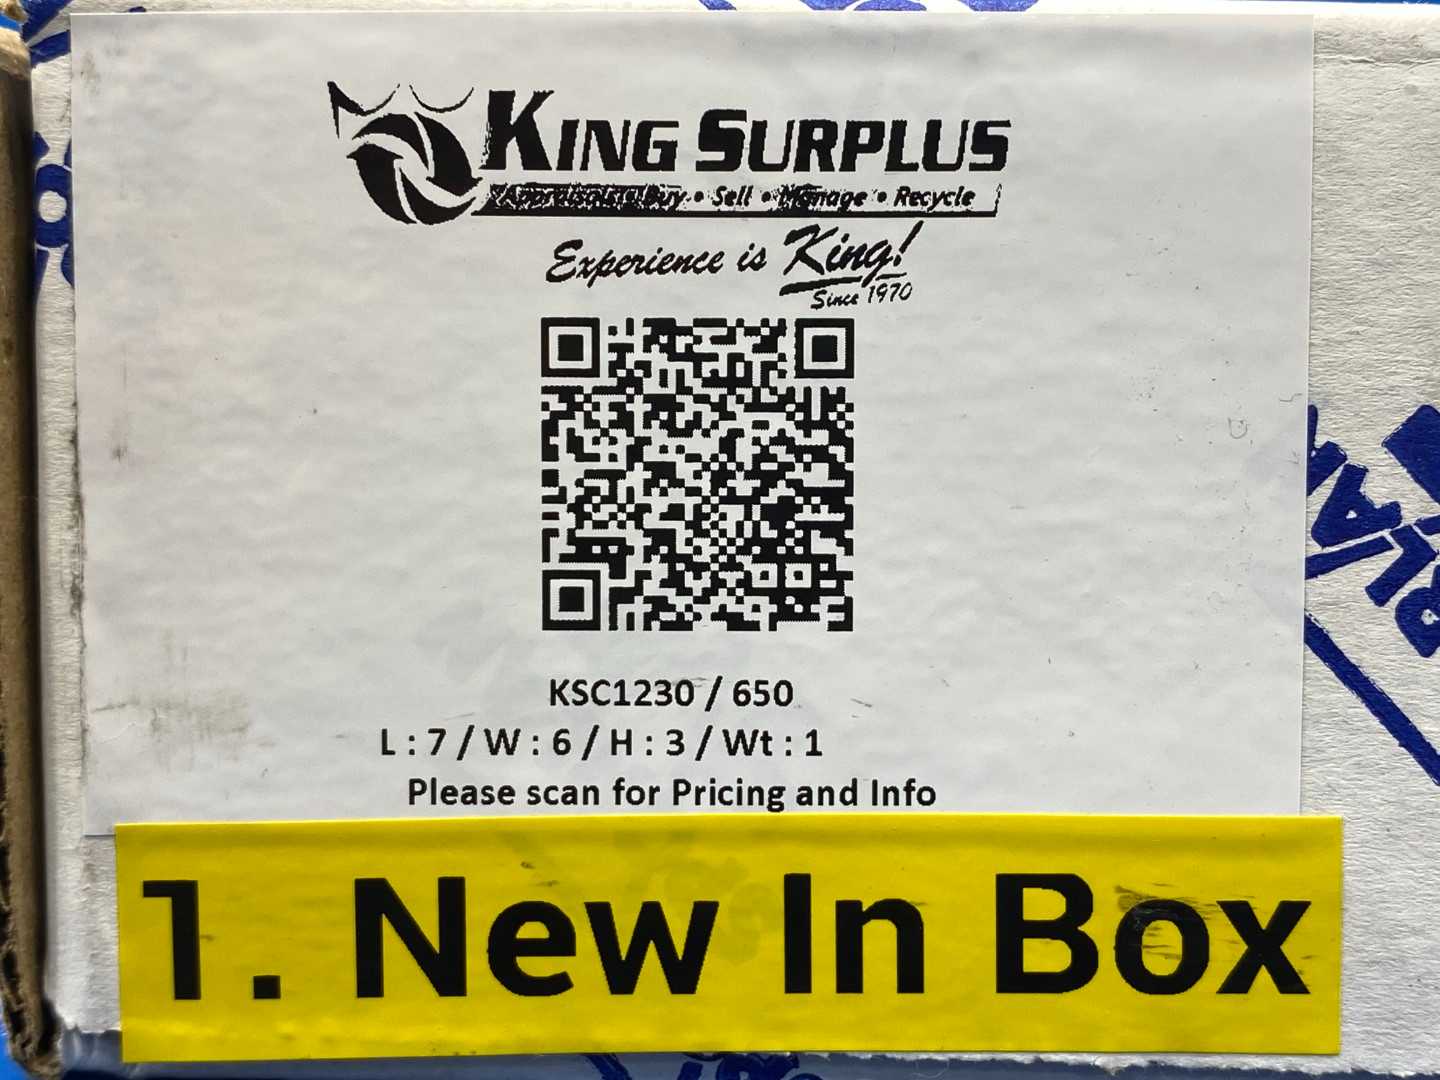 KING SURPLUS
Appraisals • Buy • Sell • Manage • Recycle
Experience is King!
Since 1970
KSC1230 / 650
L : 7 / W : 6 / H : 3 / Wt : 1
Please scan for Pricing and Info
1. New In Box